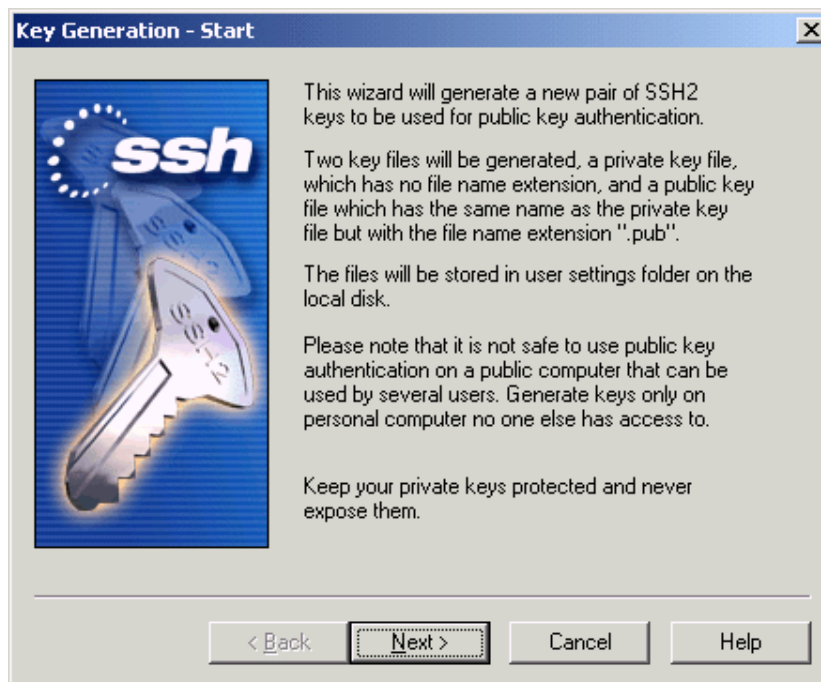 Key Generation - Start
ssh
SSH2
This wizard will generate a new pair of SSH2
keys to be used for public key authentication.
Two key files will be generated, a private key file,
which has no file name extension, and a public key
file which has the same name as the private key
file but with the file name extension ".pub".
The files will be stored in user settings folder on the
local disk.
Please note that it is not safe to use public key
authentication on a public computer that can be
used by several users. Generate keys only on
personal computer no one else has access to.
Keep your private keys protected and never
expose them.
< Back
Next >
Cancel
Help